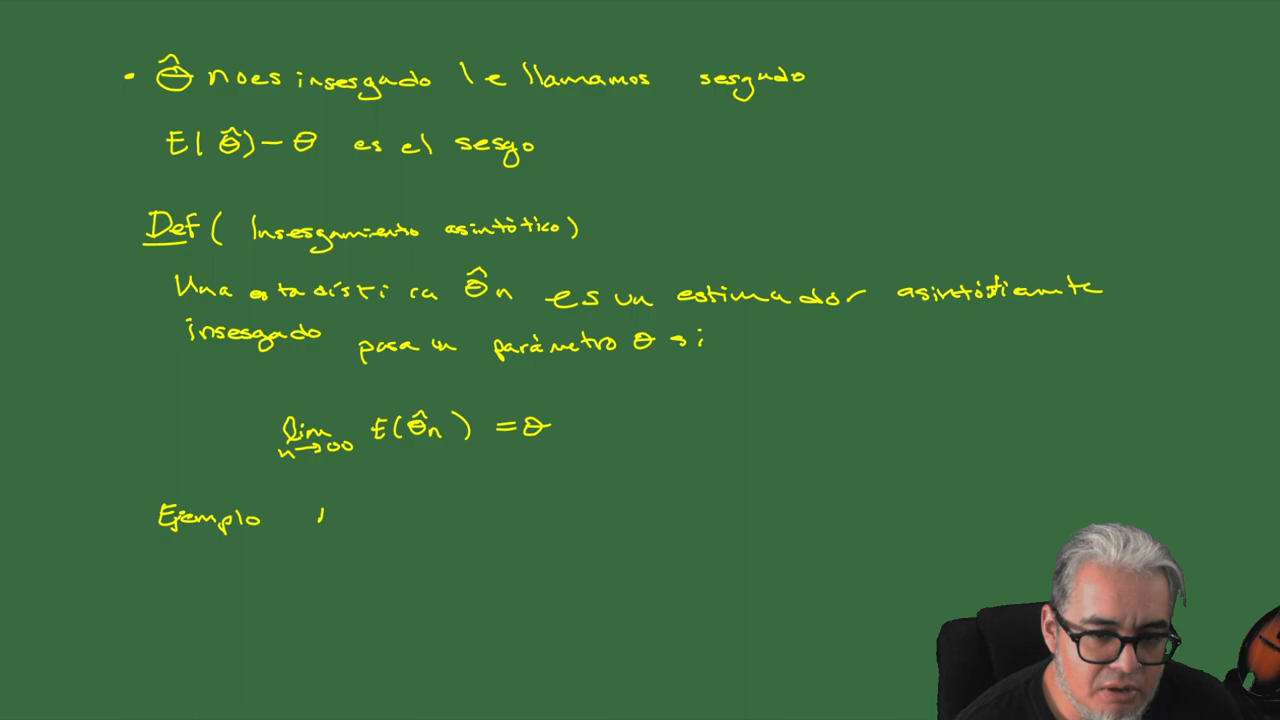 • θ̂ no es insesgado le llamamos sesgado
E(θ̂) - θ es el sesgo
Def (Insesgamiento asintótico)
Una estadística θ̂n es un estimador asintóticamente
insesgado para un parámetro θ si
lim n→∞ E(θ̂n) = θ
Ejemplo